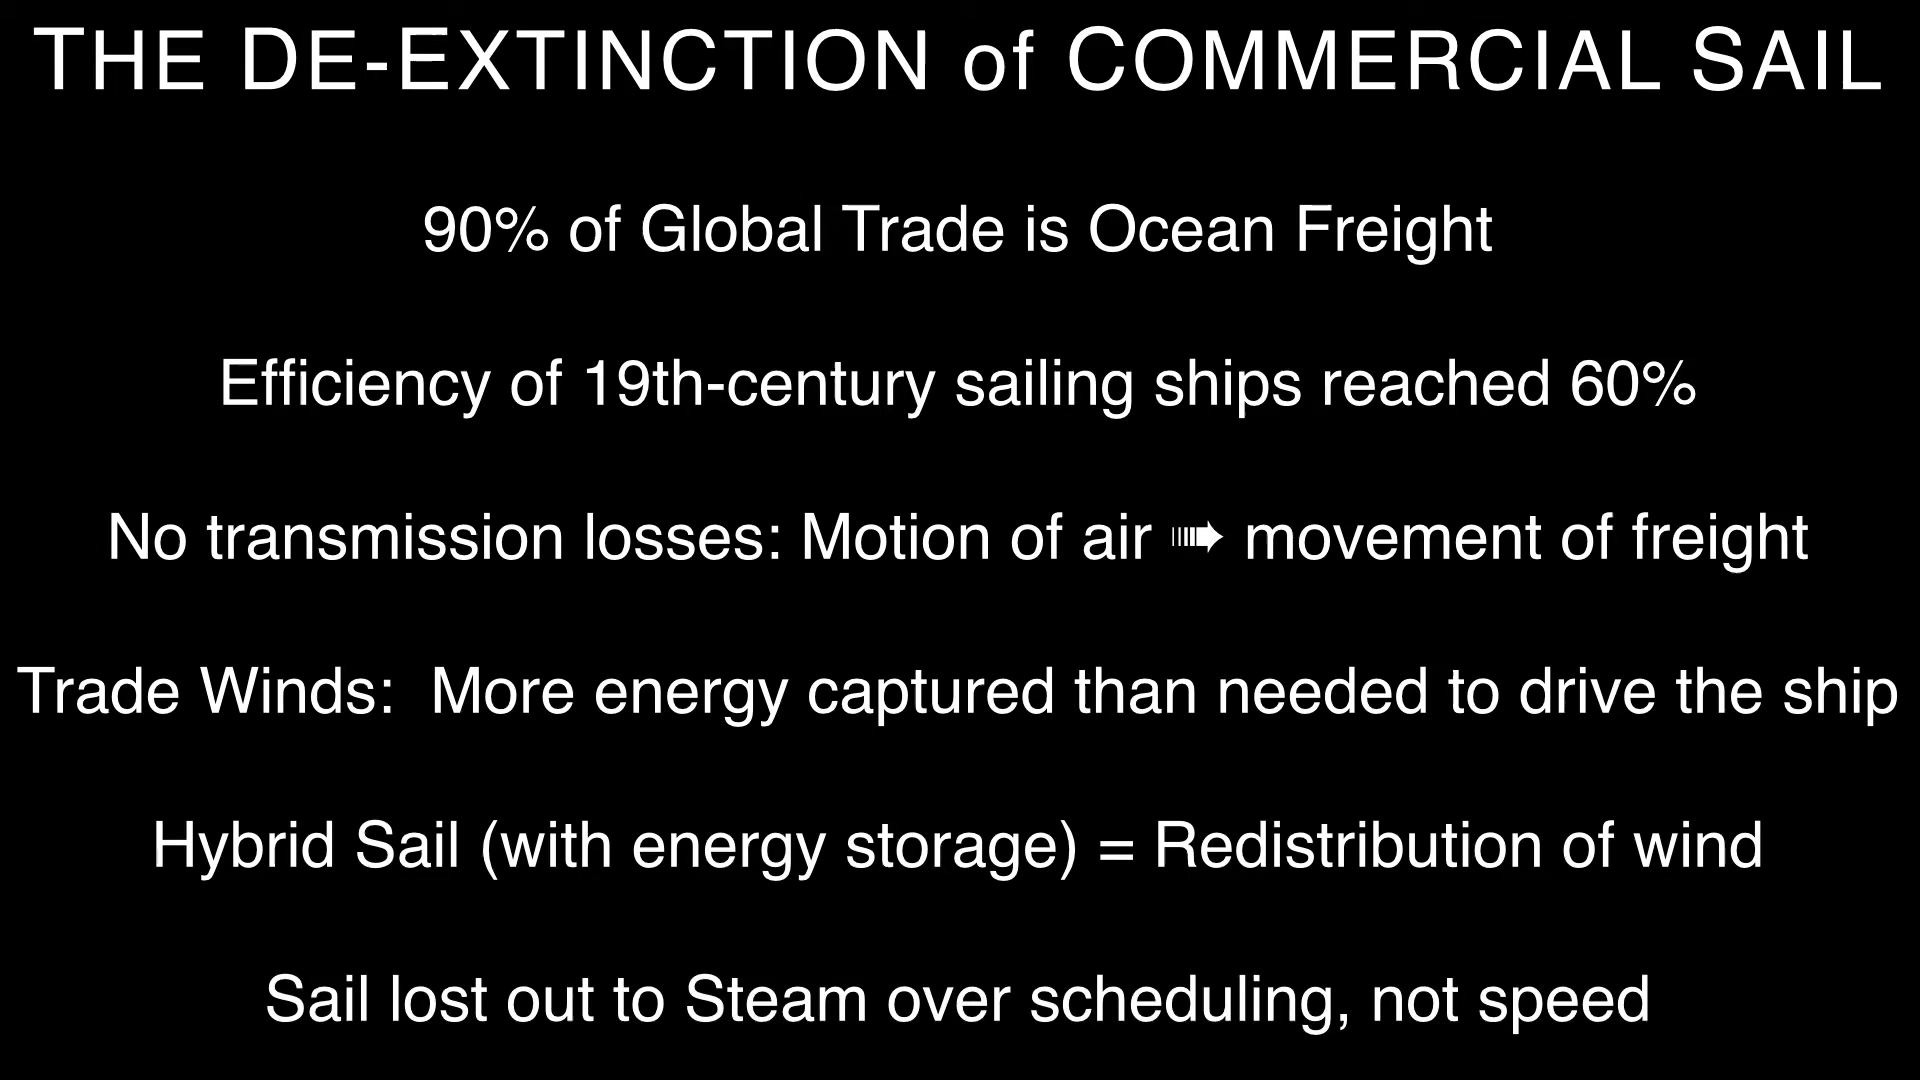 THE DE-EXTINCTION of COMMERCIAL SAIL
90% of Global Trade is Ocean Freight
Efficiency of 19th-century sailing ships reached 60%
No transmission losses: Motion of air ➠ movement of freight
Trade Winds:  More energy captured than needed to drive the ship
Hybrid Sail (with energy storage) = Redistribution of wind
Sail lost out to Steam over scheduling, not speed